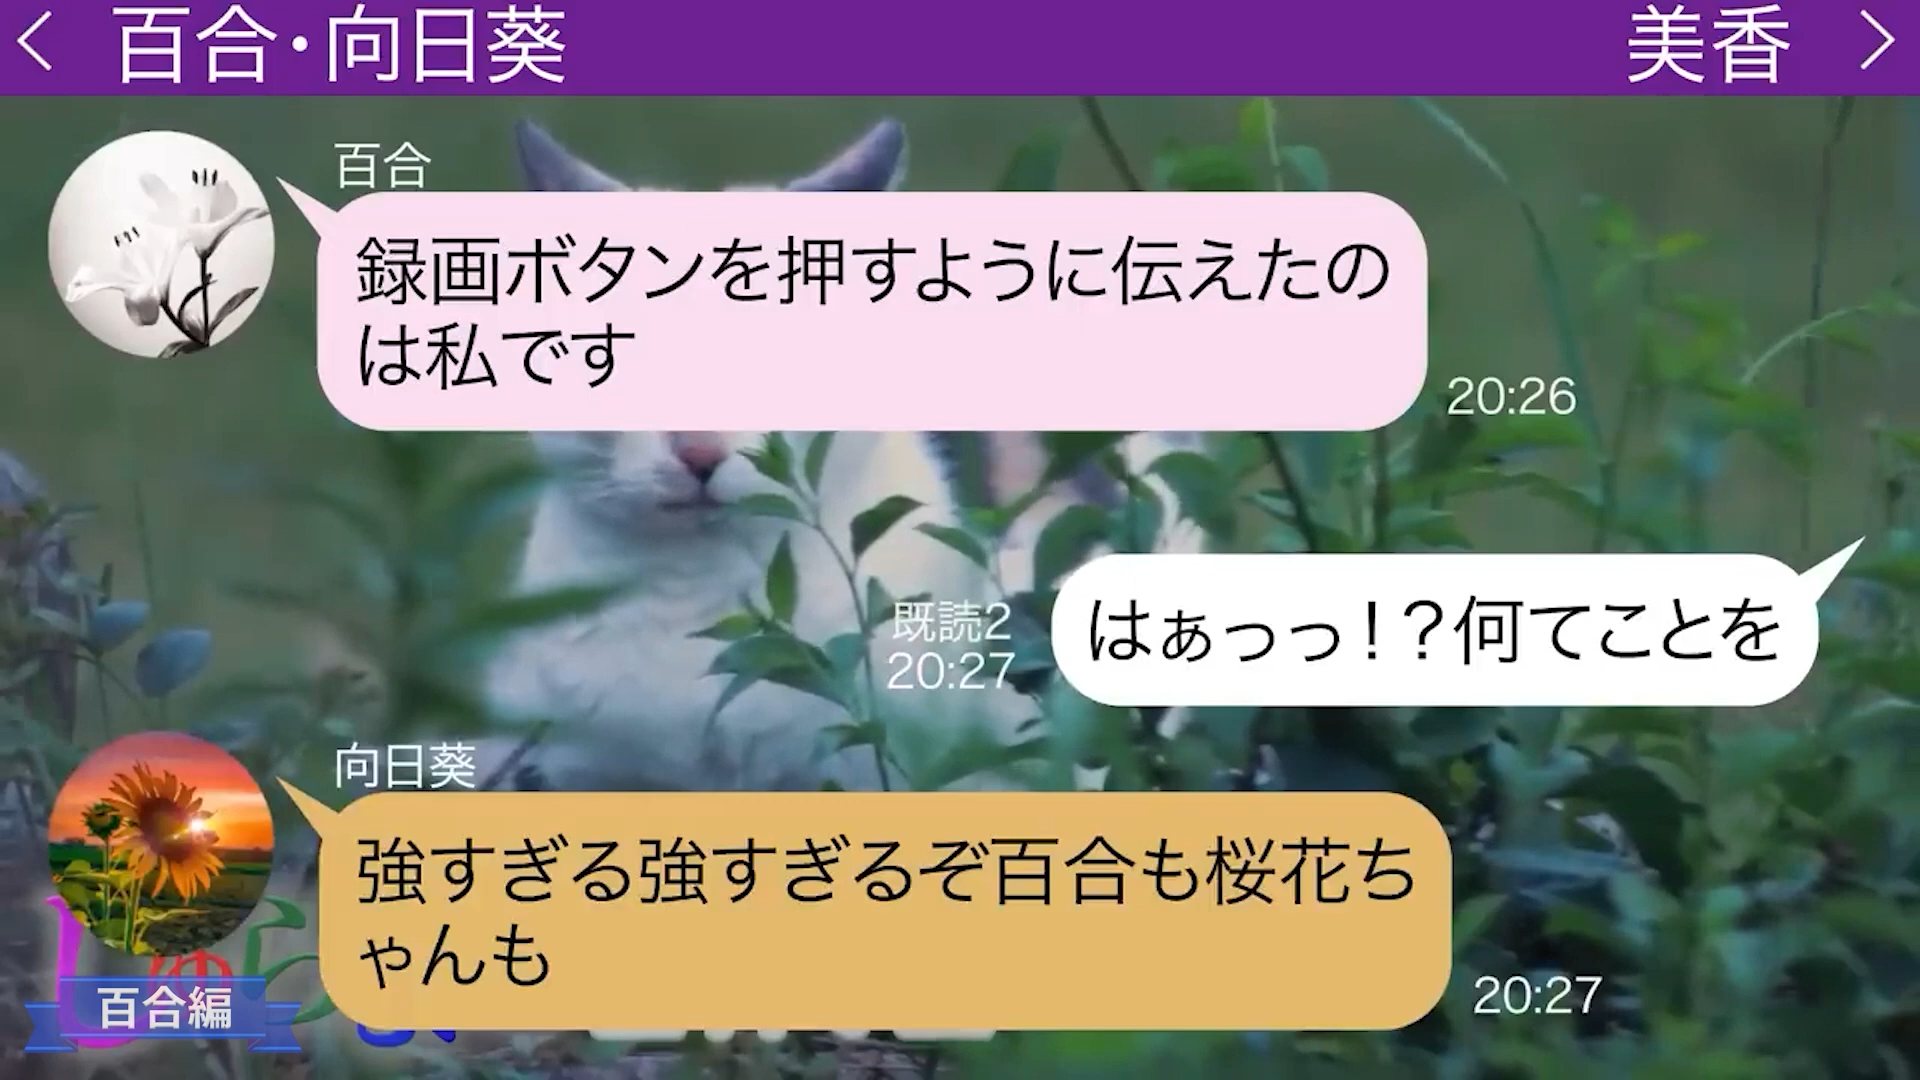 百合・向日葵
美香
百合
録画ボタンを押すように伝えたの
は私です
20:26
はぁっっ！？何てことを
既読2
20:27
向日葵
強すぎる強すぎるぞ百合も桜花ち
ゃんも
20:27
百合編